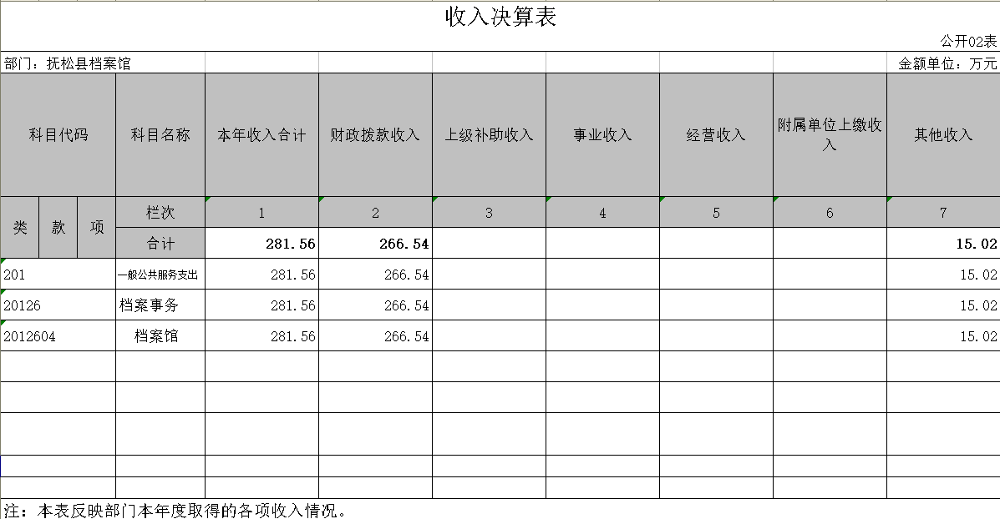 收入决算表
公开02表
部门：抚松县档案馆 金额单位：万元
科目代码 科目名称 本年收入合计 财政拨款收入 上级补助收入 事业收入 经营收入 附属单位上缴收入 其他收入
类 款 项 栏次 1 2 3 4 5 6 7
合计 281.56 266.54 15.02
201 一般公共服务支出 281.56 266.54 15.02
20126 档案事务 281.56 266.54 15.02
2012604 档案馆 281.56 266.54 15.02
注：本表反映部门本年度取得的各项收入情况。